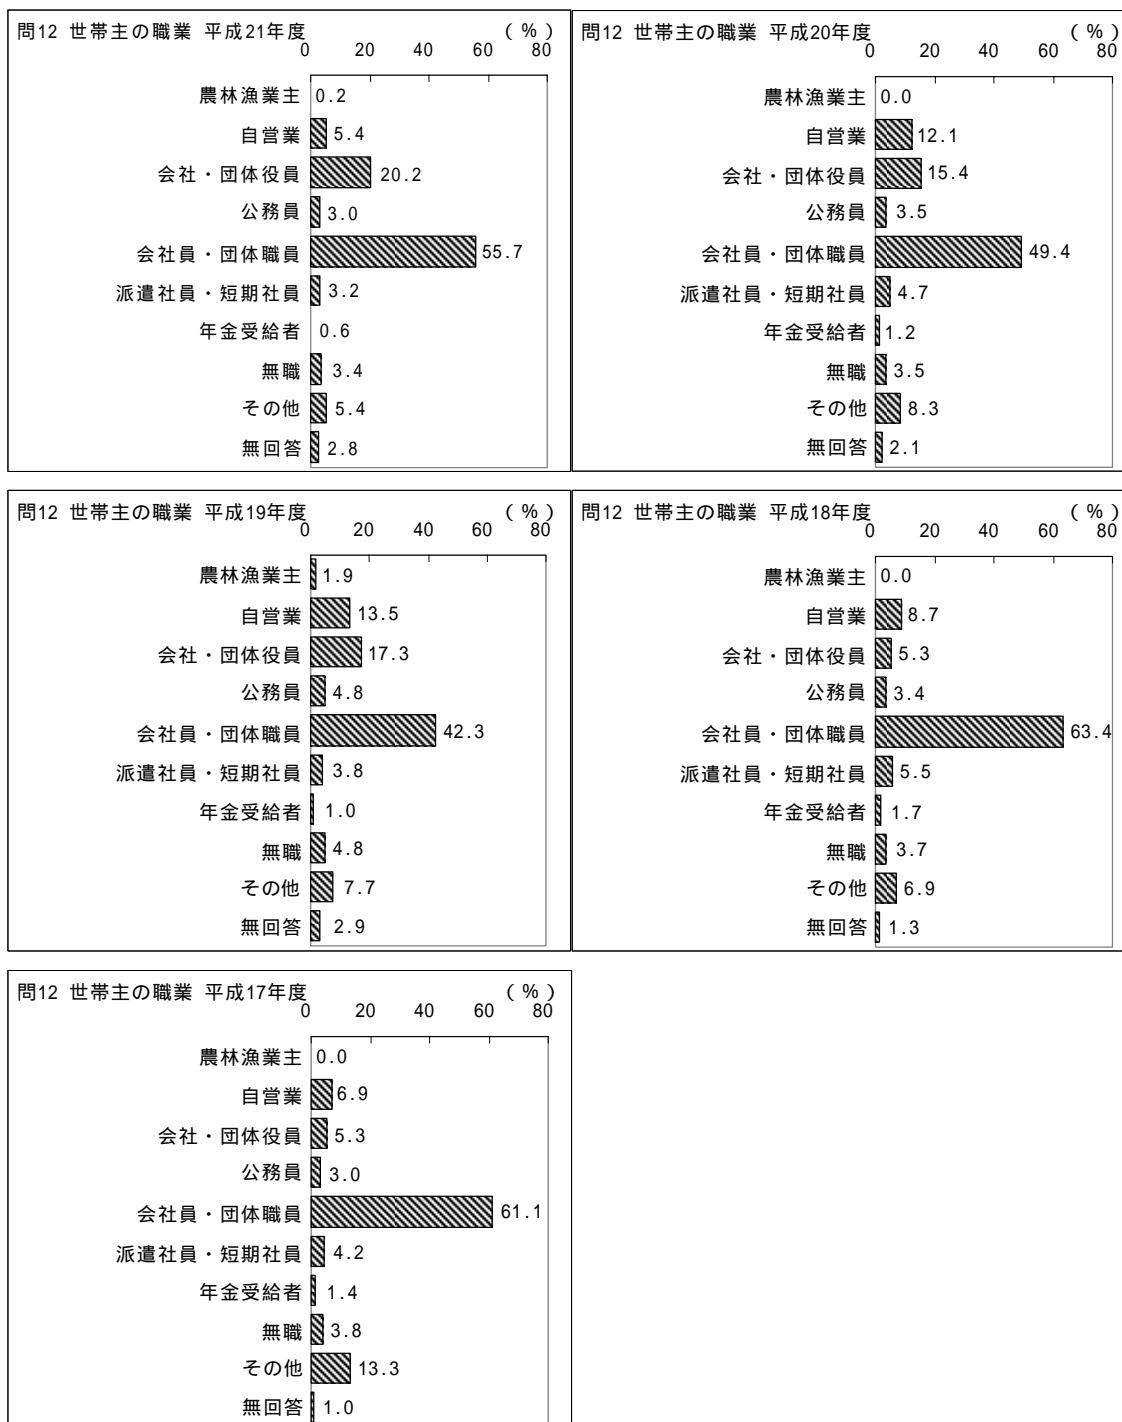 問12 世帯主の職業 平成21年度 (%)
0 20 40 60 80
農林漁業主 0.2
自営業 5.4
会社・団体役員 20.2
公務員 3.0
会社員・団体職員 55.7
派遣社員・短期社員 3.2
年金受給者 0.6
無職 3.4
その他 5.4
無回答 2.8
問12 世帯主の職業 平成20年度 (%)
0 20 40 60 80
農林漁業主 0.0
自営業 12.1
会社・団体役員 15.4
公務員 3.5
会社員・団体職員 49.4
派遣社員・短期社員 4.7
年金受給者 1.2
無職 3.5
その他 8.3
無回答 2.1
問12 世帯主の職業 平成19年度 (%)
0 20 40 60 80
農林漁業主 1.9
自営業 13.5
会社・団体役員 17.3
公務員 4.8
会社員・団体職員 42.3
派遣社員・短期社員 3.8
年金受給者 1.0
無職 4.8
その他 7.7
無回答 2.9
問12 世帯主の職業 平成18年度 (%)
0 20 40 60 80
農林漁業主 0.0
自営業 8.7
会社・団体役員 5.3
公務員 3.4
会社員・団体職員 63.4
派遣社員・短期社員 5.5
年金受給者 1.7
無職 3.7
その他 6.9
無回答 1.3
問12 世帯主の職業 平成17年度 (%)
0 20 40 60 80
農林漁業主 0.0
自営業 6.9
会社・団体役員 5.3
公務員 3.0
会社員・団体職員 61.1
派遣社員・短期社員 4.2
年金受給者 1.4
無職 3.8
その他 13.3
無回答 1.0